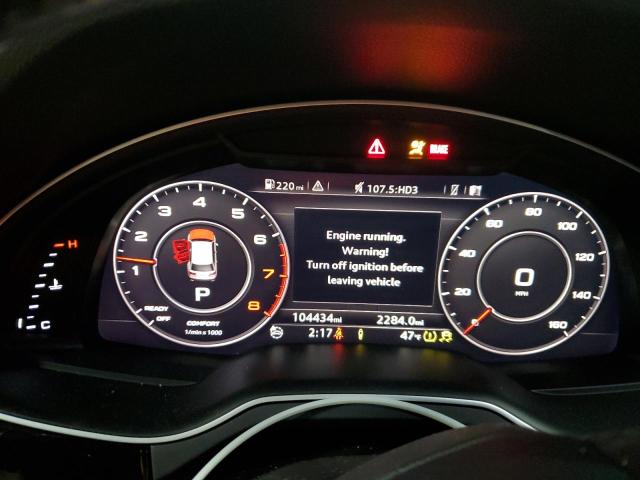 BRAKE
220 mi
107.5:HD3
Engine running.
Warning!
Turn off ignition before
leaving vehicle
H
C
1 2 3 4 5 6 7 8
P
READY
OFF
COMFORT
1/min x 1000
104434mi 2284.0mi
2:17 47°F
0 20 40 60 80 100 120 140 160
0
MPH